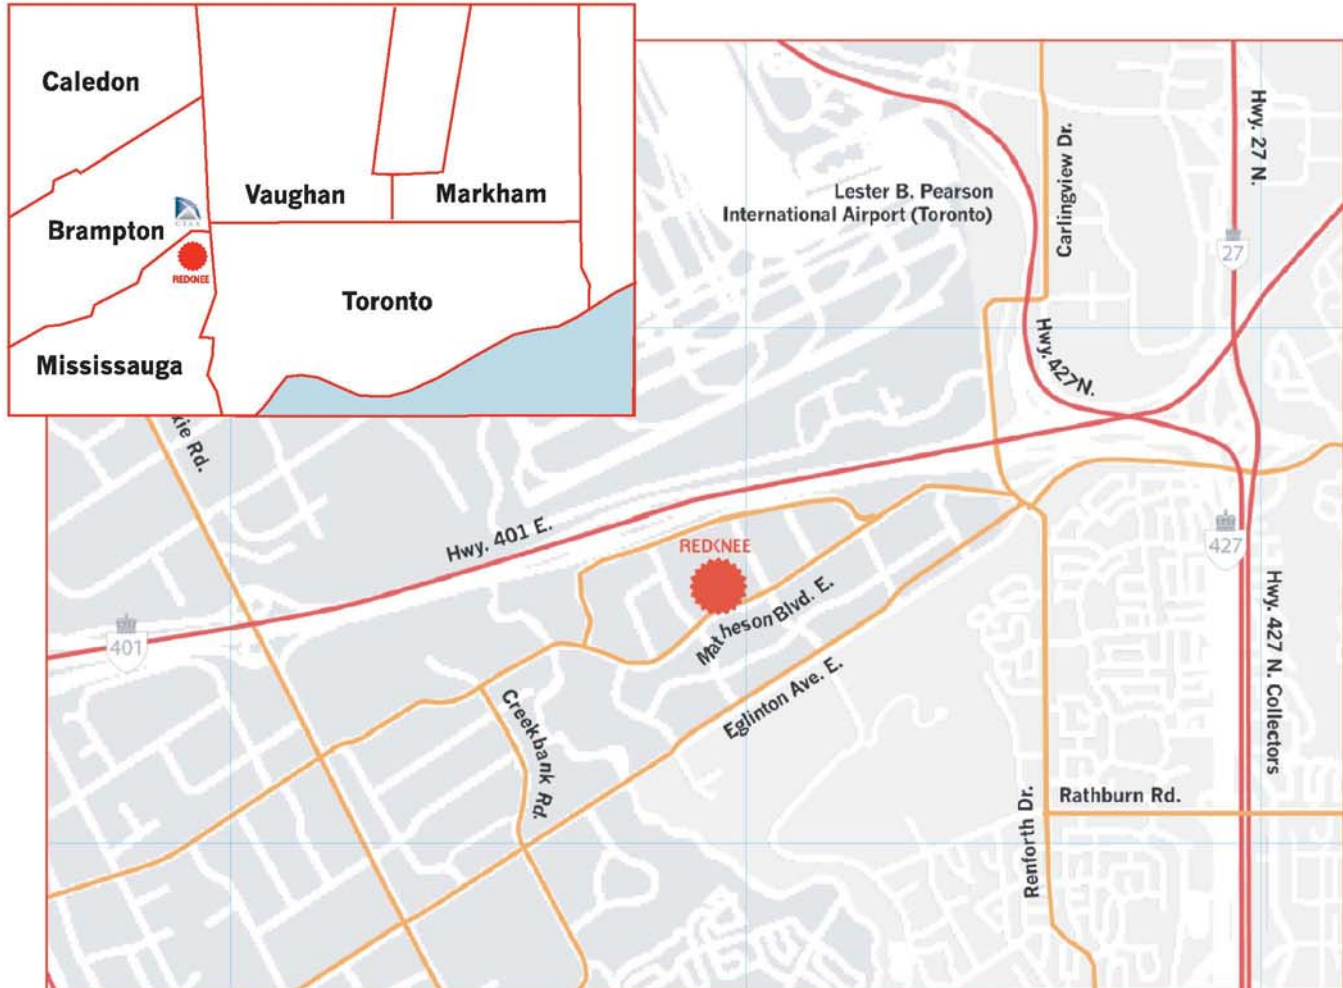 Caledon
Vaughan
Markham
Brampton
REDKNEE
Toronto
Mississauga
Lester B. Pearson
International Airport (Toronto)
Carlingview Dr.
Hwy. 27 N.
27
Hwy. 427N.
xie Rd.
Hwy. 401 E.
REDKNEE
427
401
Matheson Blvd. E.
Eglinton Ave. E.
Creekbank Rd.
Hwy. 427 N. Collectors
Renforth Dr.
Rathburn Rd.